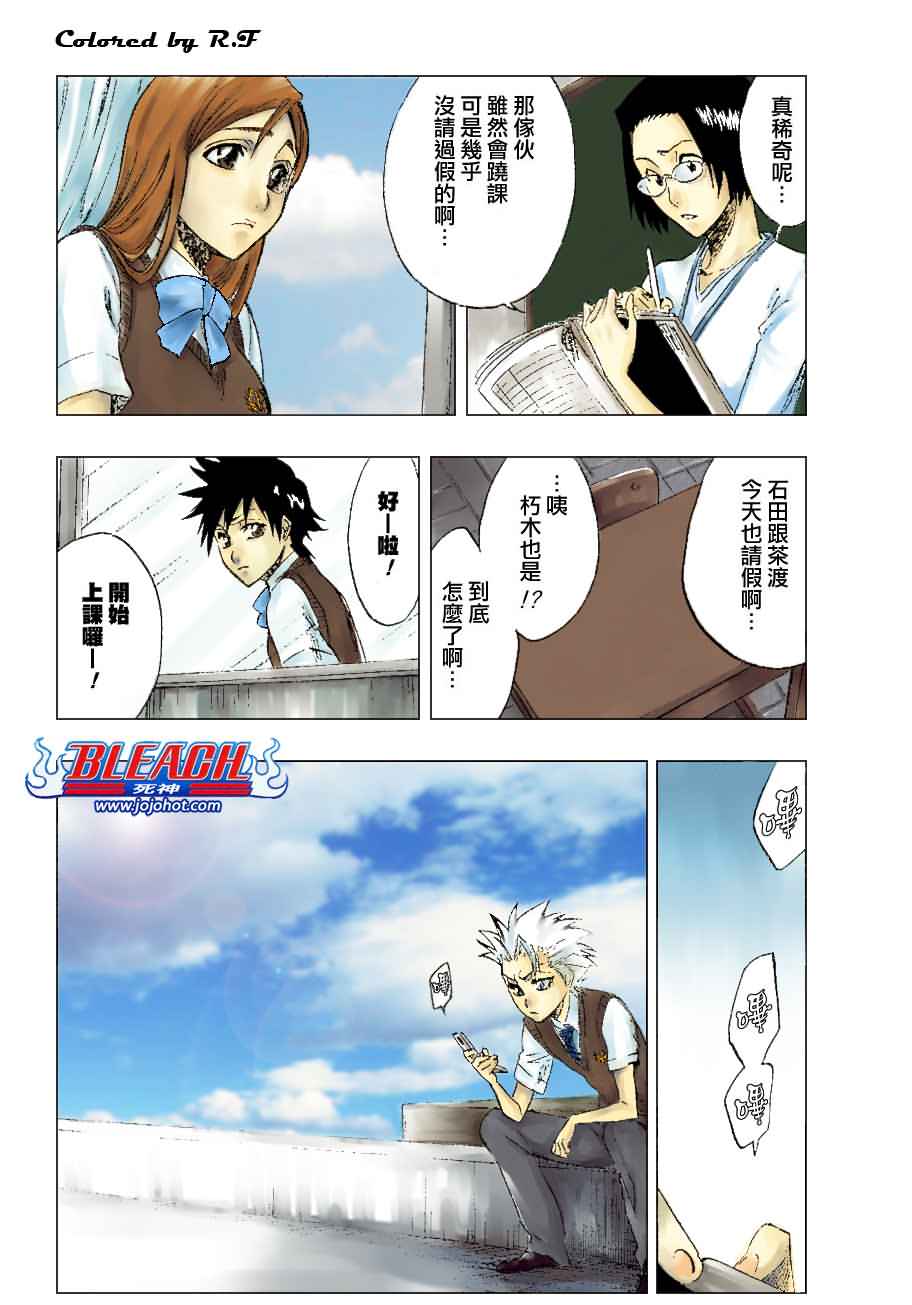 Colored by R.F
真稀奇呢…
那傢伙
雖然會蹺課
可是幾乎
沒請過假的啊…
石田跟茶渡
今天也請假啊…
…咦
朽木也是!?
到底
怎麼了啊…
好ー啦!
開始
上課囉ー!
BLEACH
死神
www.jojohot.com
嗶
嗶
嗶
嗶